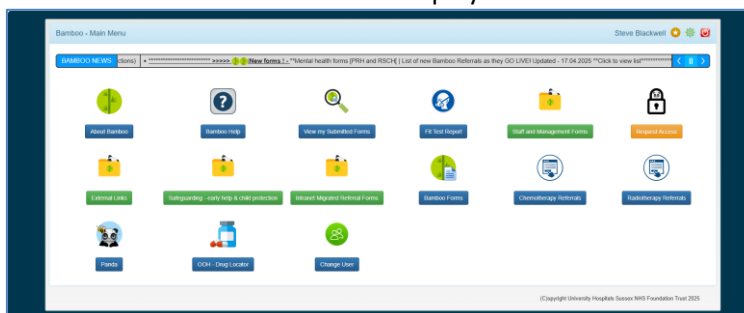 Bamboo - Main Menu
Steve Blackwell
BAMBOO NEWS: ctions) | - ****************************** >>>>> New forms ! - **Mental health forms [PRH and RSCH[ | List of new Bamboo Referrals as they GO LIVE! Updated - 17.04.2025 **Click to view list**************
About Bamboo
Bamboo Help
View my Submitted Forms
Fit Test Report
Staff and Management Forms
Request Access
External Links
Safeguarding - early help & child protection
Intranet Migrated Referral Forms
Bamboo Forms
Chemotherapy Referrals
Radiotherapy Referrals
Panda
OOH - Drug Locator
Change User
(C)opyright University Hospitals Sussex NHS Foundation Trust 2025